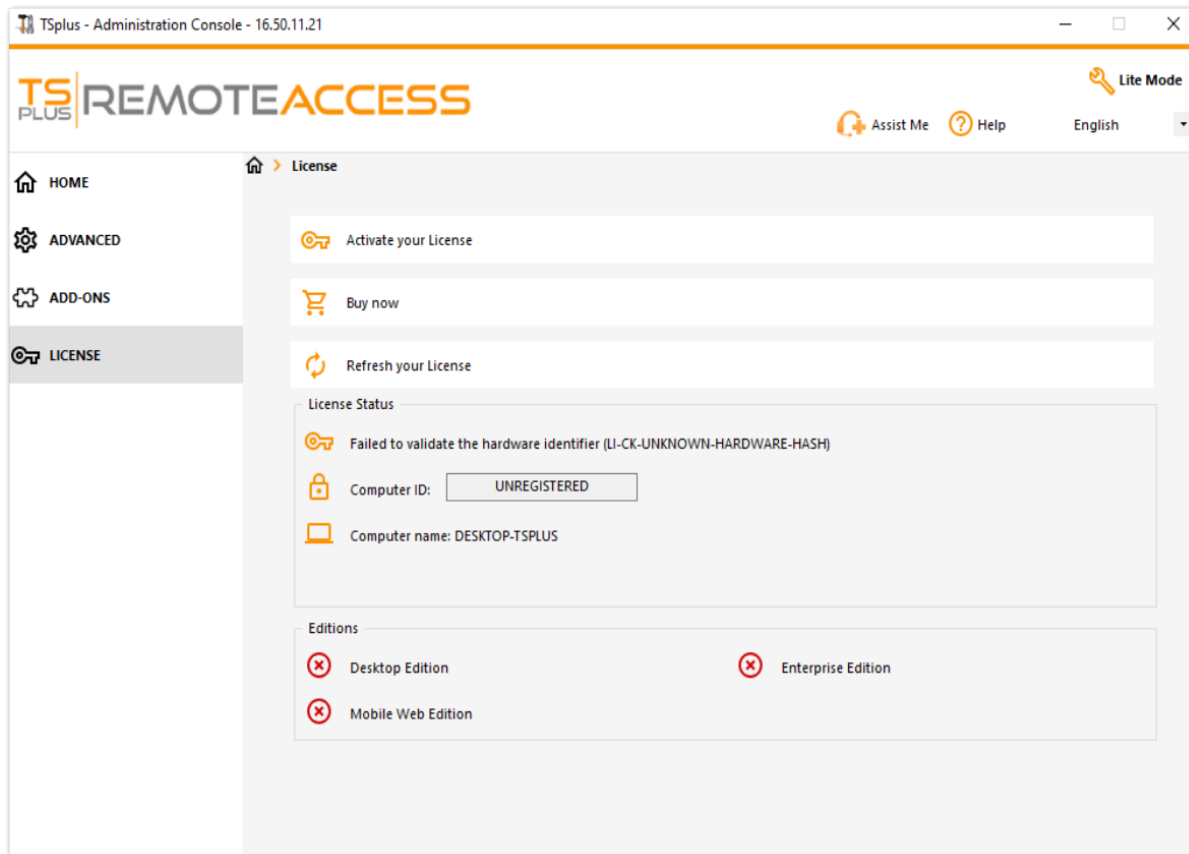 TSplus - Administration Console - 16.50.11.21
TS PLUS REMOTEACCESS
Lite Mode
Assist Me
Help
English
HOME
ADVANCED
ADD-ONS
LICENSE
License
Activate your License
Buy now
Refresh your License
License Status
Failed to validate the hardware identifier (LI-CK-UNKNOWN-HARDWARE-HASH)
Computer ID: UNREGISTERED
Computer name: DESKTOP-TSPLUS
Editions
Desktop Edition
Enterprise Edition
Mobile Web Edition